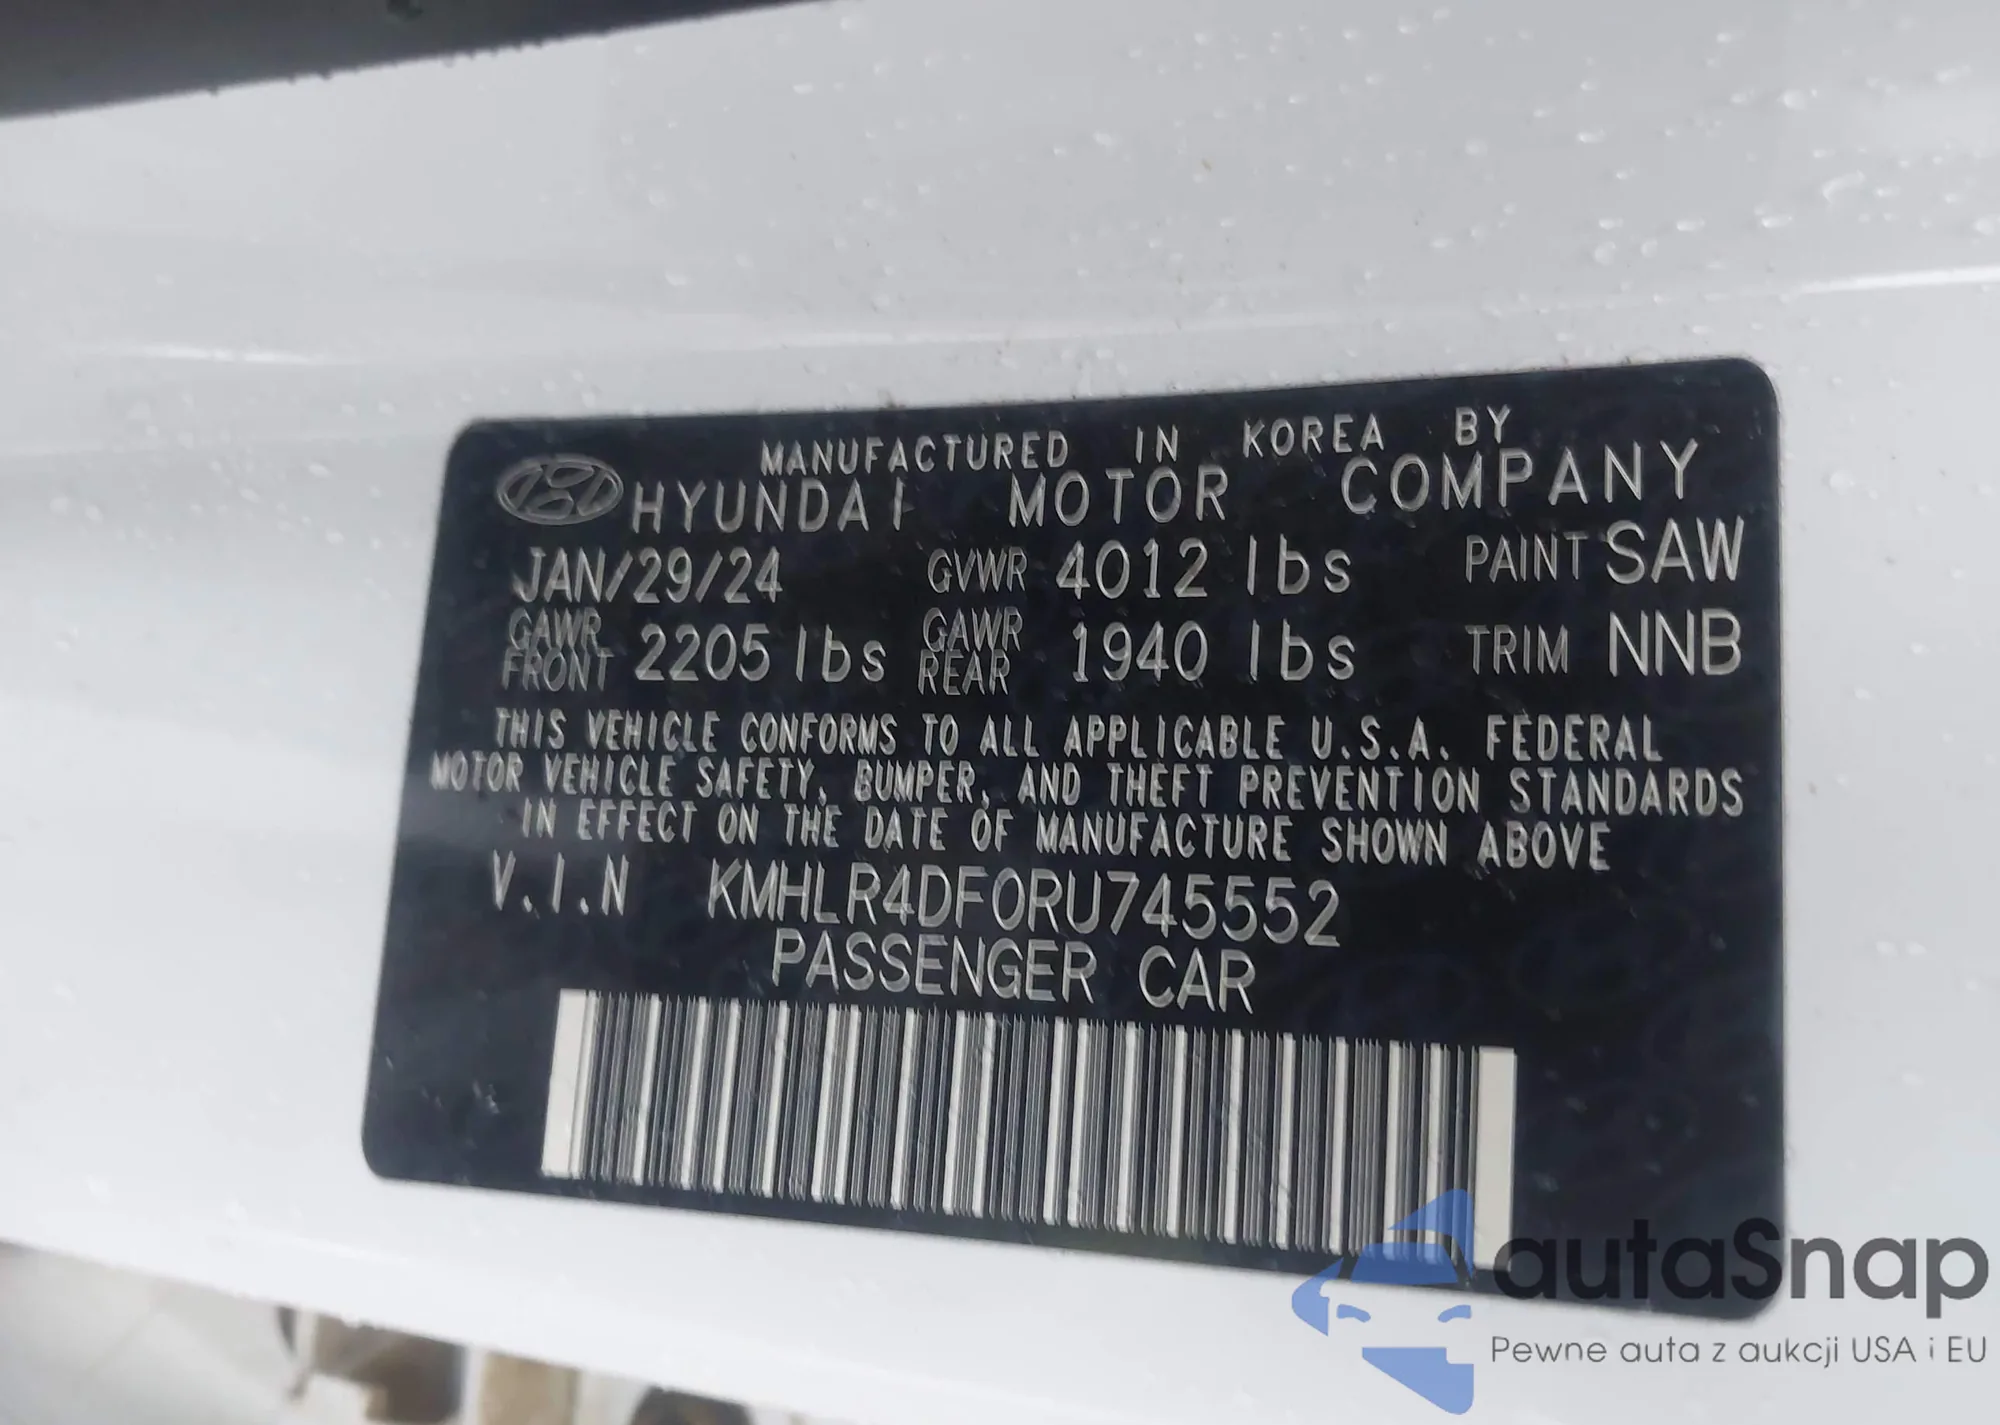 MANUFACTURED IN KOREA BY
HYUNDAI MOTOR COMPANY
JAN/29/24 GVWR 4012 lbs PAINT SAW
GAWR FRONT 2205 lbs GAWR REAR 1940 lbs TRIM NNB
THIS VEHICLE CONFORMS TO ALL APPLICABLE U.S.A. FEDERAL
MOTOR VEHICLE SAFETY, BUMPER, AND THEFT PREVENTION STANDARDS
IN EFFECT ON THE DATE OF MANUFACTURE SHOWN ABOVE
V.I.N KMHLR4DF0RU745552
PASSENGER CAR
autaSnap
Pewne auta z aukcji USA i EU